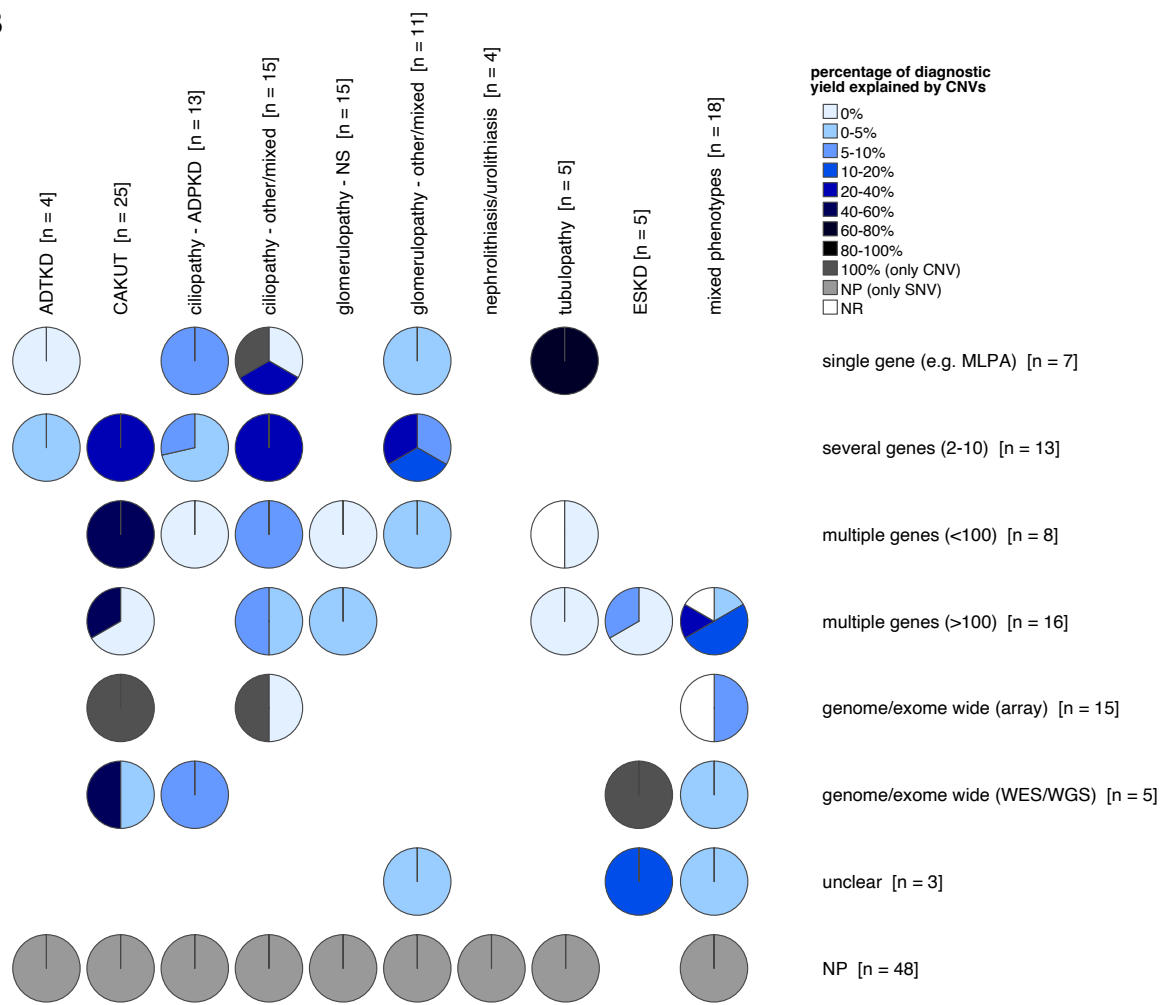 ADTKD [n = 4]
CAKUT [n = 25]
ciliopathy - ADPKD [n = 13]
ciliopathy - other/mixed [n = 15]
glomerulopathy - NS [n = 15]
glomerulopathy - other/mixed [n = 11]
nephrolithiasis/urolithiasis [n = 4]
tubulopathy [n = 5]
ESKD [n = 5]
mixed phenotypes [n = 18]
percentage of diagnostic
yield explained by CNVs
0%
0-5%
5-10%
10-20%
20-40%
40-60%
60-80%
80-100%
100% (only CNV)
NP (only SNV)
NR
single gene (e.g. MLPA) [n = 7]
several genes (2-10) [n = 13]
multiple genes (<100) [n = 8]
multiple genes (>100) [n = 16]
genome/exome wide (array) [n = 15]
genome/exome wide (WES/WGS) [n = 5]
unclear [n = 3]
NP [n = 48]